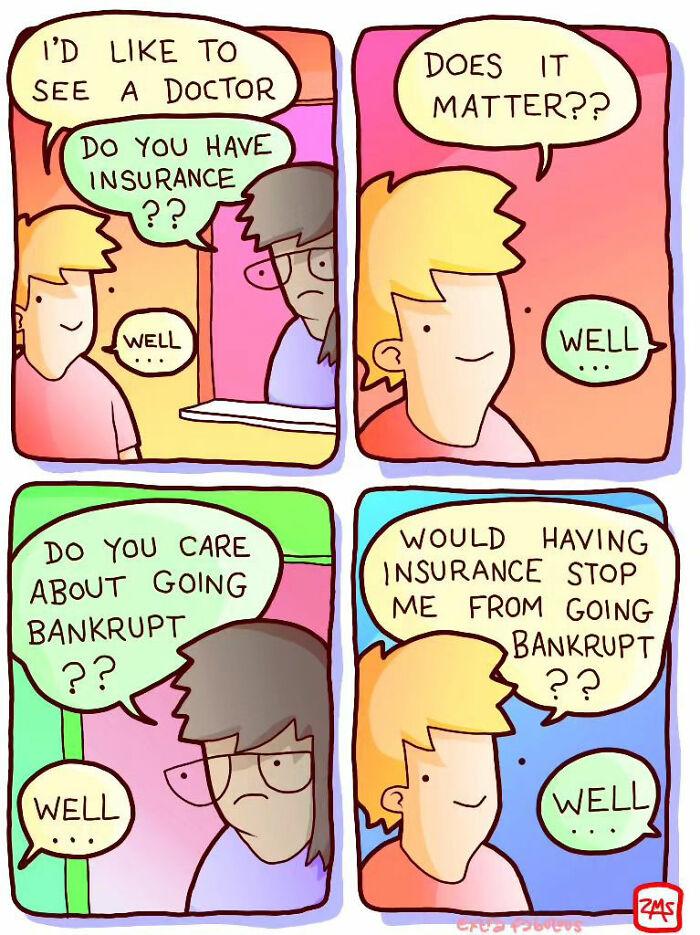 I'D LIKE TO
SEE A DOCTOR
DO YOU HAVE
INSURANCE
??
WELL
...
DOES IT
MATTER??
WELL
...
DO YOU CARE
ABOUT GOING
BANKRUPT
??
WELL
...
WOULD HAVING
INSURANCE STOP
ME FROM GOING
BANKRUPT
??
WELL
...
ZMS